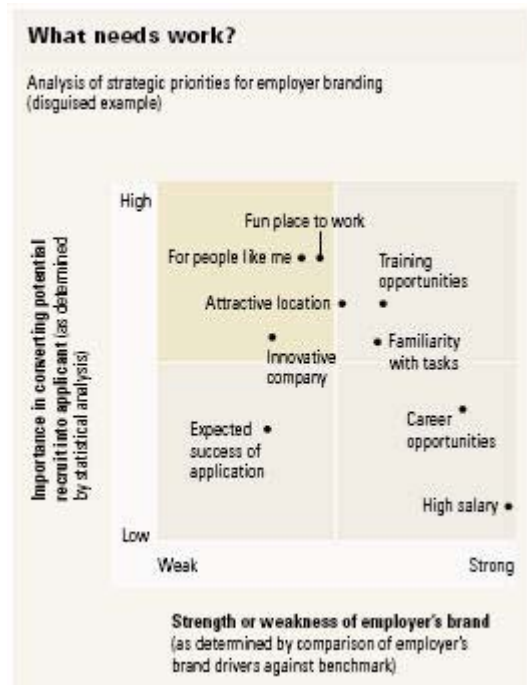 What needs work?
Analysis of strategic priorities for employer branding
(disguised example)
High
Fun place to work
For people like me
Training
opportunities
Attractive location
Familiarity
with tasks
Innovative
company
Expected
success of
application
Career
opportunities
High salary
Low
Weak
Strong
Importance in converting potential
recruit into applicant (as determined
by statistical analysis)
Strength or weakness of employer's brand
(as determined by comparison of employer's
brand drivers against benchmark)